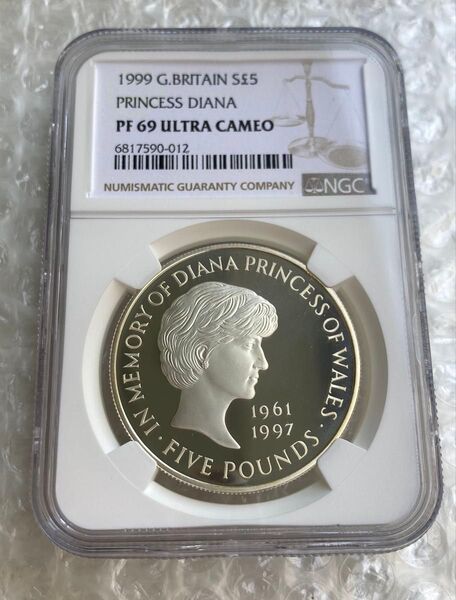 1999 G.BRITAIN S£5
PRINCESS DIANA
PF 69 ULTRA CAMEO
6817590-012
NUMISMATIC GUARANTY COMPANY
NGC
· IN MEMORY OF DIANA PRINCESS OF WALES ·
1961
1997
FIVE POUNDS